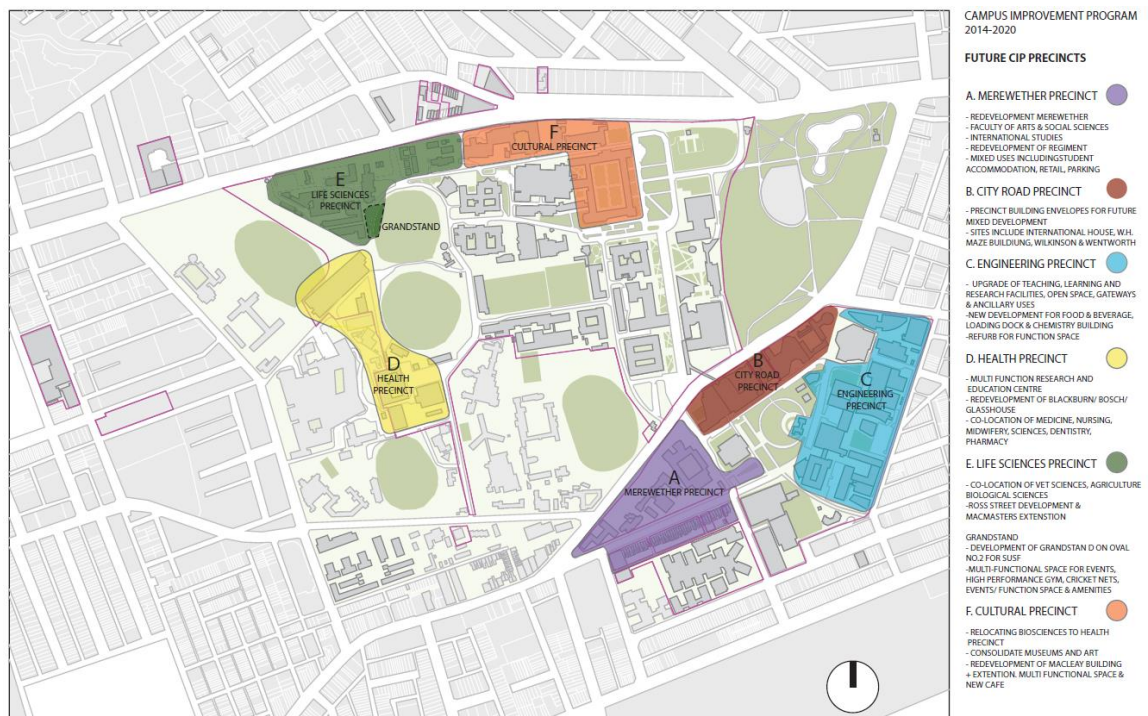 CAMPUS IMPROVEMENT PROGRAM
2014-2020
FUTURE CIP PRECINCTS
A. MEREWETHER PRECINCT
- REDEVELOPMENT MEREWETHER
- FACULTY OF ARTS & SOCIAL SCIENCES
- INTERNATIONAL STUDIES
- REDEVELOPMENT OF REGIMENT
- MIXED USES INCLUDINGSTUDENT
ACCOMMODATION, RETAIL, PARKING
B. CITY ROAD PRECINCT
- PRECINCT BUILDING ENVELOPES FOR FUTURE
MIXED DEVELOPMENT
- SITES INCLUDE INTERNATIONAL HOUSE, W.H.
MAZE BUILDIUNG, WILKINSON & WENTWORTH
C. ENGINEERING PRECINCT
- UPGRADE OF TEACHING, LEARNING AND
RESEARCH FACILITIES, OPEN SPACE, GATEWAYS
& ANCILLARY USES
-NEW DEVELOPMENT FOR FOOD & BEVERAGE,
LOADING DOCK & CHEMISTRY BUILDING
-REFURB FOR FUNCTION SPACE
D. HEALTH PRECINCT
- MULTI FUNCTION RESEARCH AND
EDUCATION CENTRE
- REDEVELOPMENT OF BLACKBURN/ BOSCH/
GLASSHOUSE
- CO-LOCATION OF MEDICINE, NURSING,
MIDWIFERY, SCIENCES, DENTISTRY,
PHARMACY
E. LIFE SCIENCES PRECINCT
- CO-LOCATION OF VET SCIENCES, AGRICULTURE
BIOLOGICAL SCIENCES
-ROSS STREET DEVELOPMENT &
MACMASTERS EXTENSTION
GRANDSTAND
- DEVELOPMENT OF GRANDSTAN D ON OVAL
NO.2 FOR SUSF
-MULTI-FUNCTIONAL SPACE FOR EVENTS,
HIGH PERFORMANCE GYM, CRICKET NETS,
EVENTS/ FUNCTION SPACE & AMENITIES
F. CULTURAL PRECINCT
- RELOCATING BIOSCIENCES TO HEALTH
PRECINCT
- CONSOLIDATE MUSEUMS AND ART
- REDEVELOPMENT OF MACLEAY BUILDING
+ EXTENTION. MULTI FUNCTIONAL SPACE &
NEW CAFE
F
CULTURAL PRECINCT
E
LIFE SCIENCES
PRECINCT
GRANDSTAND
D
HEALTH
PRECINCT
B
CITY ROAD
PRECINCT
C
ENGINEERING
PRECINCT
A
MEREWETHER PRECINCT